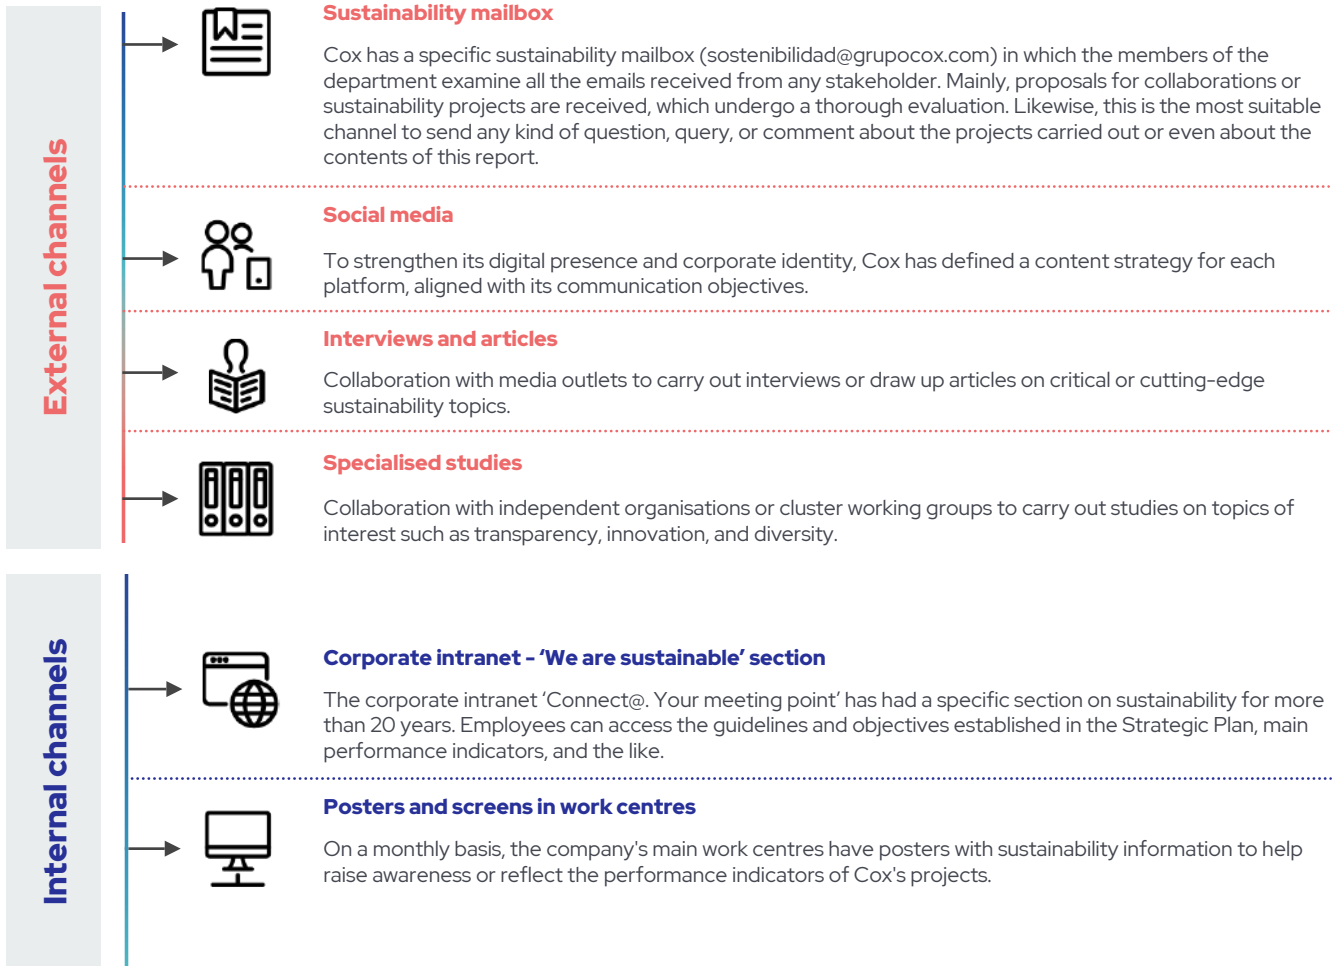 External channels
Sustainability mailbox
Cox has a specific sustainability mailbox (sostenibilidad@grupocox.com) in which the members of the
department examine all the emails received from any stakeholder. Mainly, proposals for collaborations or
sustainability projects are received, which undergo a thorough evaluation. Likewise, this is the most suitable
channel to send any kind of question, query, or comment about the projects carried out or even about the
contents of this report.
Social media
To strengthen its digital presence and corporate identity, Cox has defined a content strategy for each
platform, aligned with its communication objectives.
Interviews and articles
Collaboration with media outlets to carry out interviews or draw up articles on critical or cutting-edge
sustainability topics.
Specialised studies
Collaboration with independent organisations or cluster working groups to carry out studies on topics of
interest such as transparency, innovation, and diversity.
Internal channels
Corporate intranet - ‘We are sustainable’ section
The corporate intranet ‘Connect@. Your meeting point’ has had a specific section on sustainability for more
than 20 years. Employees can access the guidelines and objectives established in the Strategic Plan, main
performance indicators, and the like.
Posters and screens in work centres
On a monthly basis, the company's main work centres have posters with sustainability information to help
raise awareness or reflect the performance indicators of Cox's projects.